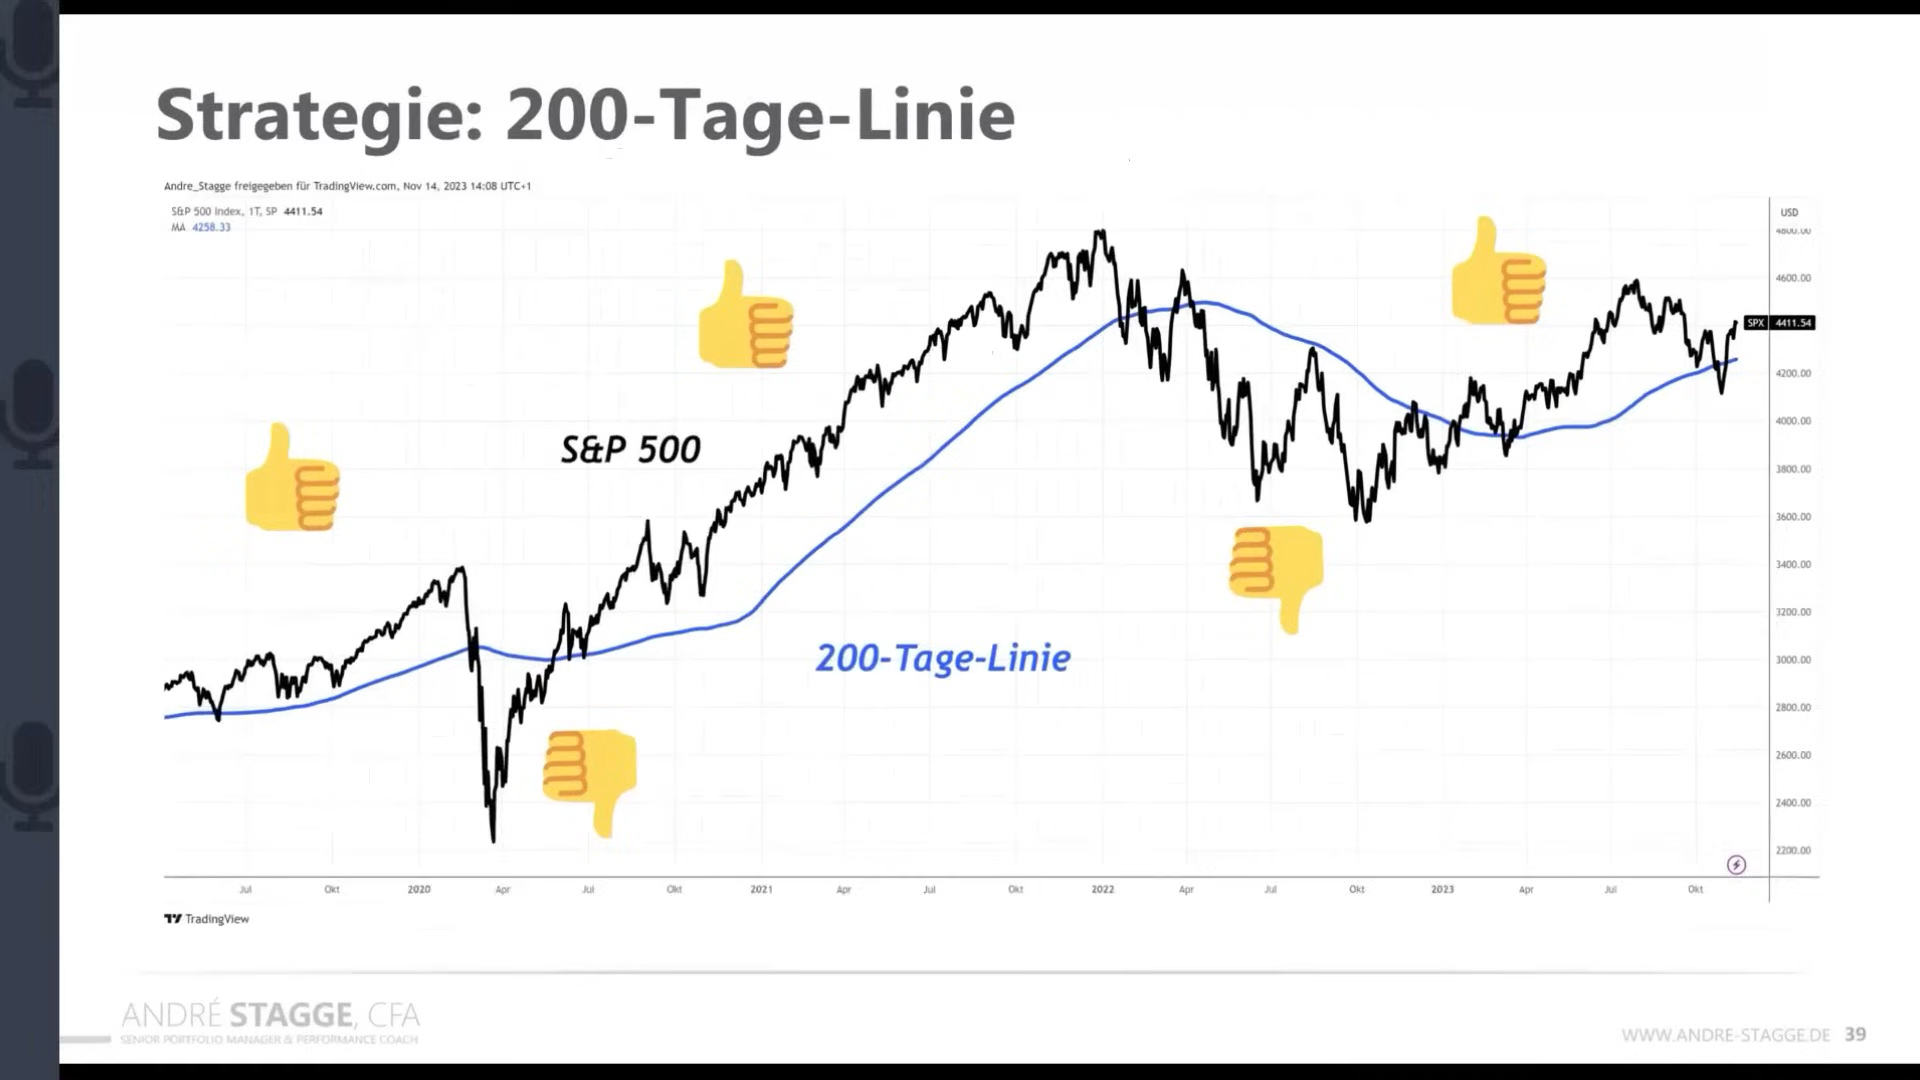 Strategie: 200-Tage-Linie
Andre_Stagge freigegeben für TradingView.com, Nov 14, 2023 14:08 UTC+1
S&P 500 Index, 1T, SP 4411.54
MA 4258.33
USD
4800.00
4600.00
SPX 4411.54
4200.00
4000.00
3800.00
3600.00
3400.00
3200.00
3000.00
2800.00
2600.00
2400.00
2200.00
S&P 500
200-Tage-Linie
Jul Okt 2020 Apr Jul Okt 2021 Apr Jul Okt 2022 Apr Jul Okt 2023 Apr Jul Okt
TradingView
ANDRÉ STAGGE, CFA
SENIOR PORTFOLIO MANAGER & PERFORMANCE COACH
WWW.ANDRE-STAGGE.DE 39